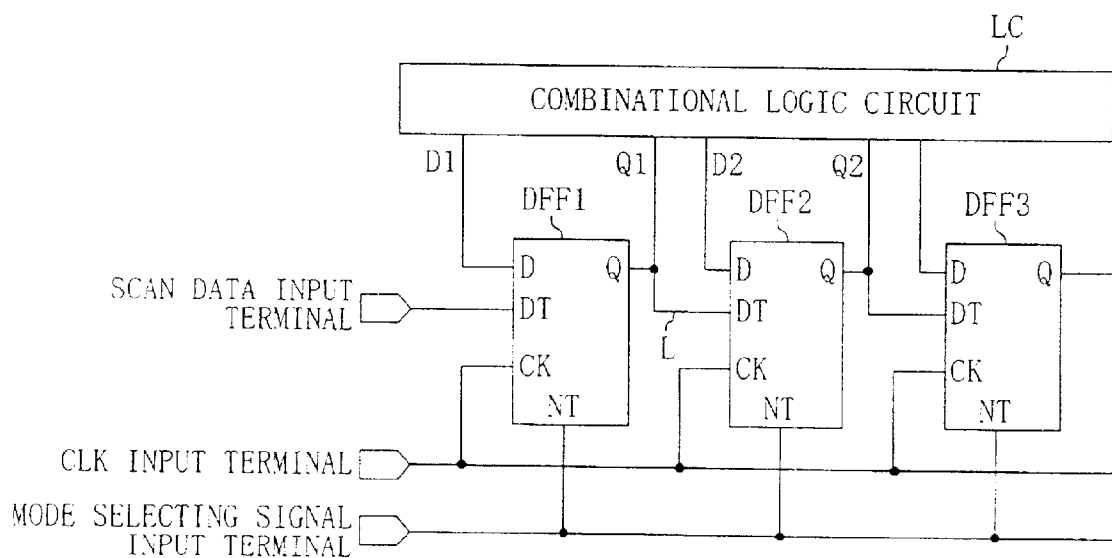 LC
COMBINATIONAL LOGIC CIRCUIT
D1
Q1
D2
Q2
DFF1
DFF2
DFF3
D
Q
D
Q
D
Q
SCAN DATA INPUT
TERMINAL
DT
DT
DT
L
CK
CK
CK
NT
NT
NT
CLK INPUT TERMINAL
MODE SELECTING SIGNAL
INPUT TERMINAL